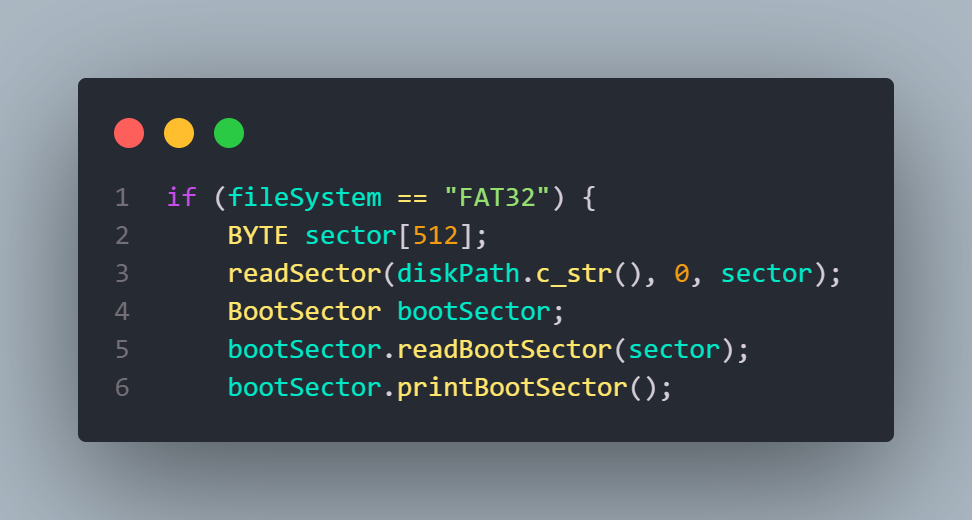 1 if (fileSystem == "FAT32") {
2     BYTE sector[512];
3     readSector(diskPath.c_str(), 0, sector);
4     BootSector bootSector;
5     bootSector.readBootSector(sector);
6     bootSector.printBootSector();